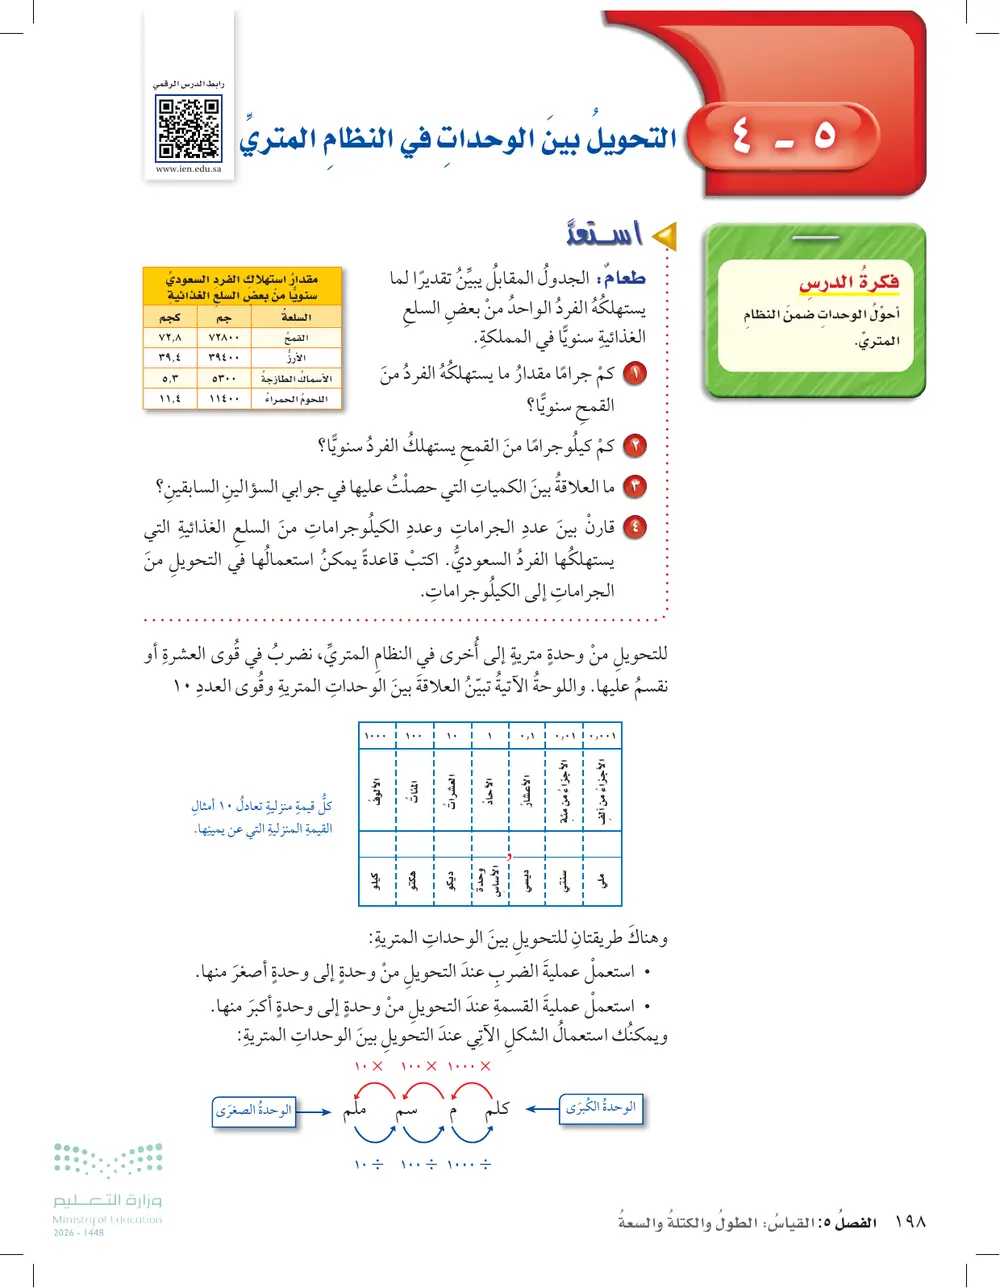 رابط الدرس الرقمي
www.ien.edu.sa
٥ - ٤
التحويلُ بينَ الوحداتِ في النظامِ المتريِّ
فكرةُ الدرسِ
أحوّلُ الوحداتِ ضمنَ النظامِ
المتريِّ.
استعدَّ
طعامٌ: الجدولُ المقابلُ يبيِّنُ تقديرًا لما
يستهلكُهُ الفردُ الواحدُ منْ بعضِ السلعِ
الغذائيةِ سنويًّا في المملكةِ.
مقدارُ استهلاكِ الفردِ السعوديِّ
سنويًّا منْ بعضِ السلعِ الغذائيةِ
السلعةُ جم كجم
القمحُ ٧٢٨٠٠ ٧٢,٨
الأرزُّ ٣٩٤٠٠ ٣٩,٤
الأسماكُ الطازجةُ ٥٣٠٠ ٥,٣
اللحومُ الحمراءُ ١١٤٠٠ ١١,٤
١ كمْ جرامًا مقدارُ ما يستهلكُهُ الفردُ منَ
القمحِ سنويًّا؟
٢ كمْ كيلُوجرامًا منَ القمحِ يستهلكُ الفردُ سنويًّا؟
٣ ما العلاقةُ بينَ الكمياتِ التي حصلْتُ عليها في جوابي السؤالينِ السابقينِ؟
٤ قارنْ بينَ عددِ الجراماتِ وعددِ الكيلُوجراماتِ منَ السلعِ الغذائيةِ التي
يستهلكُها الفردُ السعوديُّ. اكتبْ قاعدةً يمكنُ استعمالُها في التحويلِ منَ
الجراماتِ إلى الكيلُوجراماتِ.
للتحويلِ منْ وحدةٍ متريةٍ إلى أُخرى في النظامِ المتريِّ، نضربُ في قُوى العشرةِ أو
نقسمُ عليها. واللوحةُ الآتيةُ تبيّنُ العلاقةَ بينَ الوحداتِ المتريةِ وقُوى العددِ ١٠
١٠٠٠ ١٠٠ ١٠ ١ ٠,١ ٠,٠١ ٠,٠٠١
الألوفُ المئاتُ العشراتُ الآحادُ الأعشارُ الأجزاءُ منْ مئة الأجزاءُ منْ ألف
,
كيلو هكتو ديكو وحدة الأساسِ ديسي سنتي ملي
كلُّ قيمةٍ منزليةٍ تعادلُ ١٠ أمثالِ
القيمةِ المنزليةِ التي عن يمينِها.
وهناكَ طريقتانِ للتحويلِ بينَ الوحداتِ المتريةِ:
• استعملْ عمليةَ الضربِ عندَ التحويلِ منْ وحدةٍ إلى وحدةٍ أصغرَ منها.
• استعملْ عمليةَ القسمةِ عندَ التحويلِ منْ وحدةٍ إلى وحدةٍ أكبرَ منها.
ويمكنُك استعمالُ الشكلِ الآتِي عندَ التحويلِ بينَ الوحداتِ المتريةِ:
× ١٠٠٠ × ١٠٠ × ١٠
الوحدةُ الكُبرَى
كلم م سم ملم
الوحدةُ الصغرَى
÷ ١٠٠٠ ÷ ١٠٠ ÷ ١٠
وزارة التعليم
Ministry of Education
2026 - 1448
١٩٨ الفصلُ ٥: القياسُ: الطولُ والكتلةُ والسعةُ